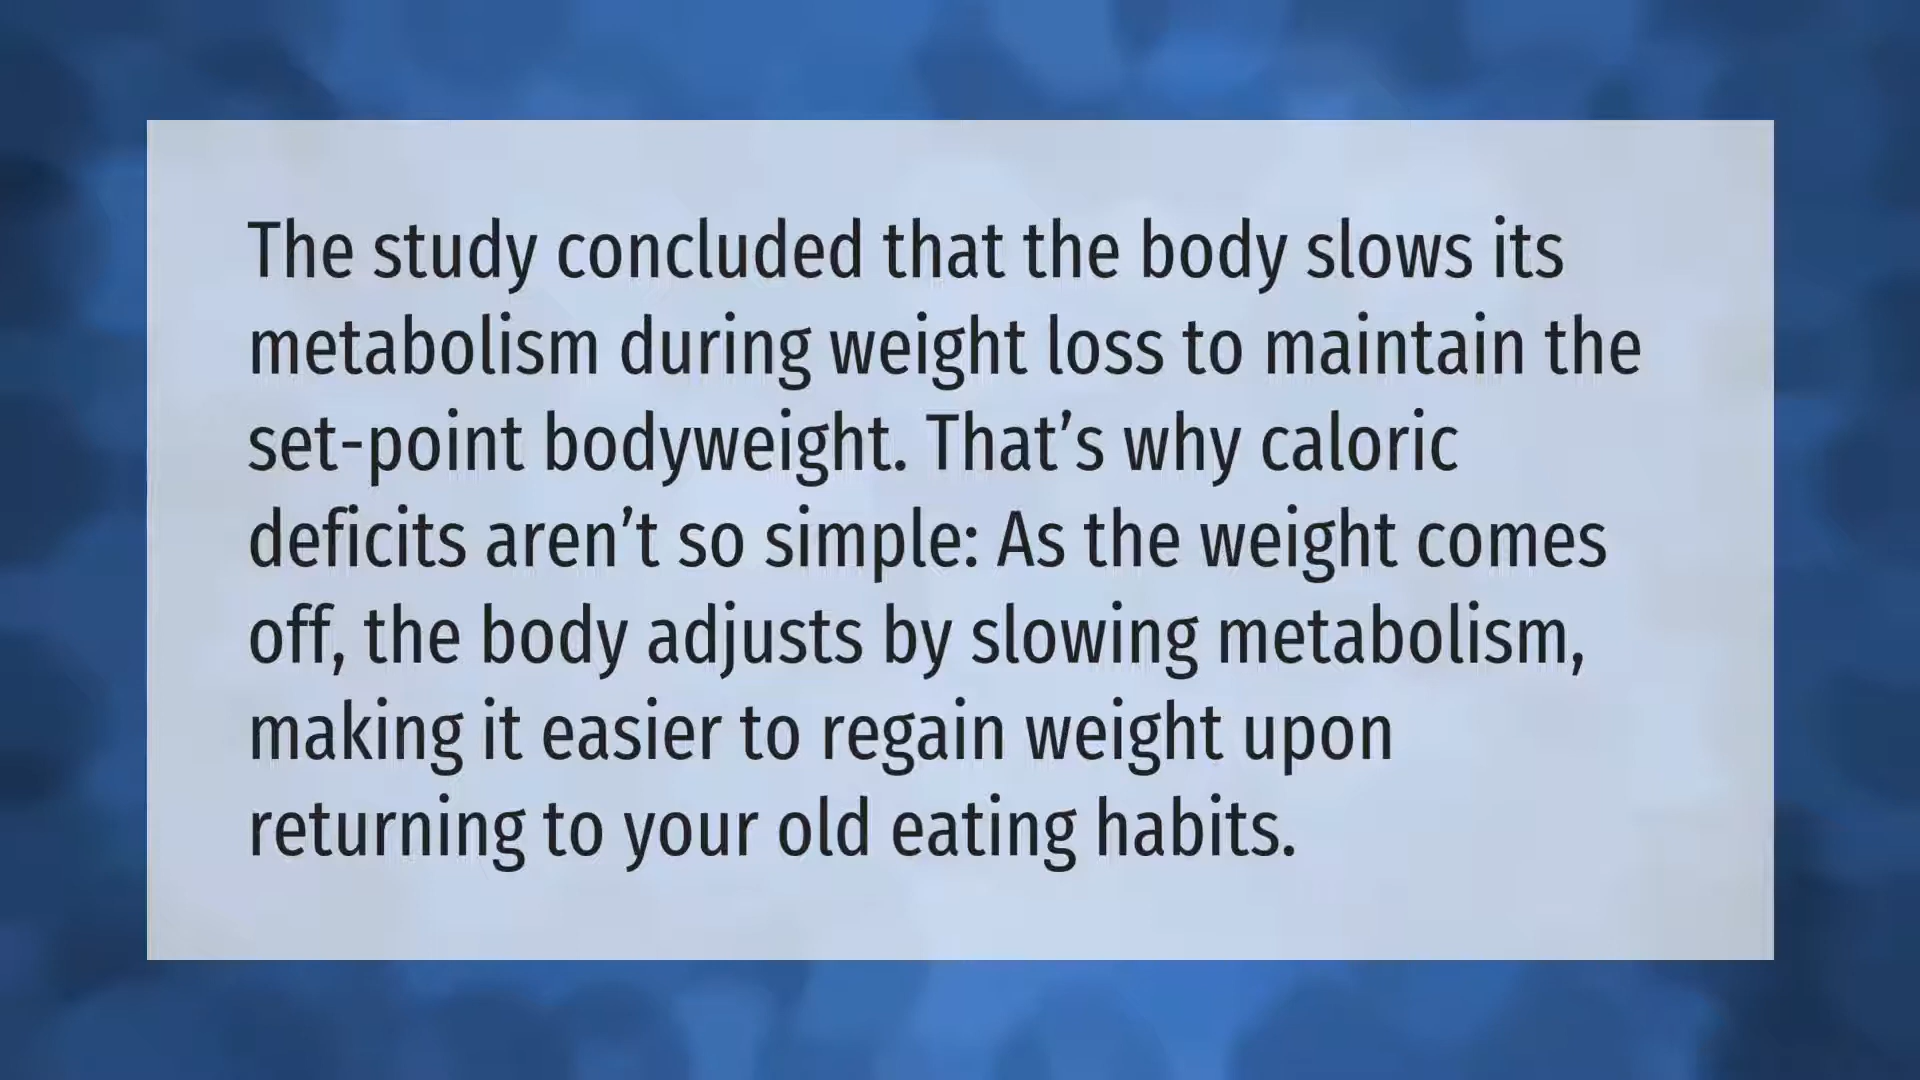 The study concluded that the body slows its
metabolism during weight loss to maintain the
set-point bodyweight. That’s why caloric
deficits aren’t so simple: As the weight comes
off, the body adjusts by slowing metabolism,
making it easier to regain weight upon
returning to your old eating habits.